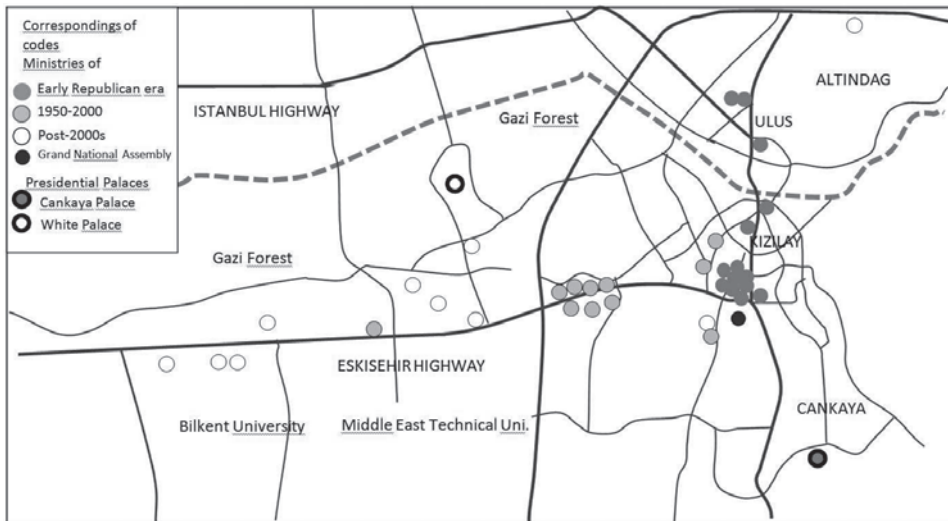 Correspondings of
codes
Ministries of
Early Republican era
1950-2000
Post-2000s
Grand National Assembly
Presidential Palaces
Cankaya Palace
White Palace
ISTANBUL HIGHWAY
Gazi Forest
ALTINDAG
ULUS
KIZILAY
Gazi Forest
ESKISEHIR HIGHWAY
CANKAYA
Bilkent University
Middle East Technical Uni.